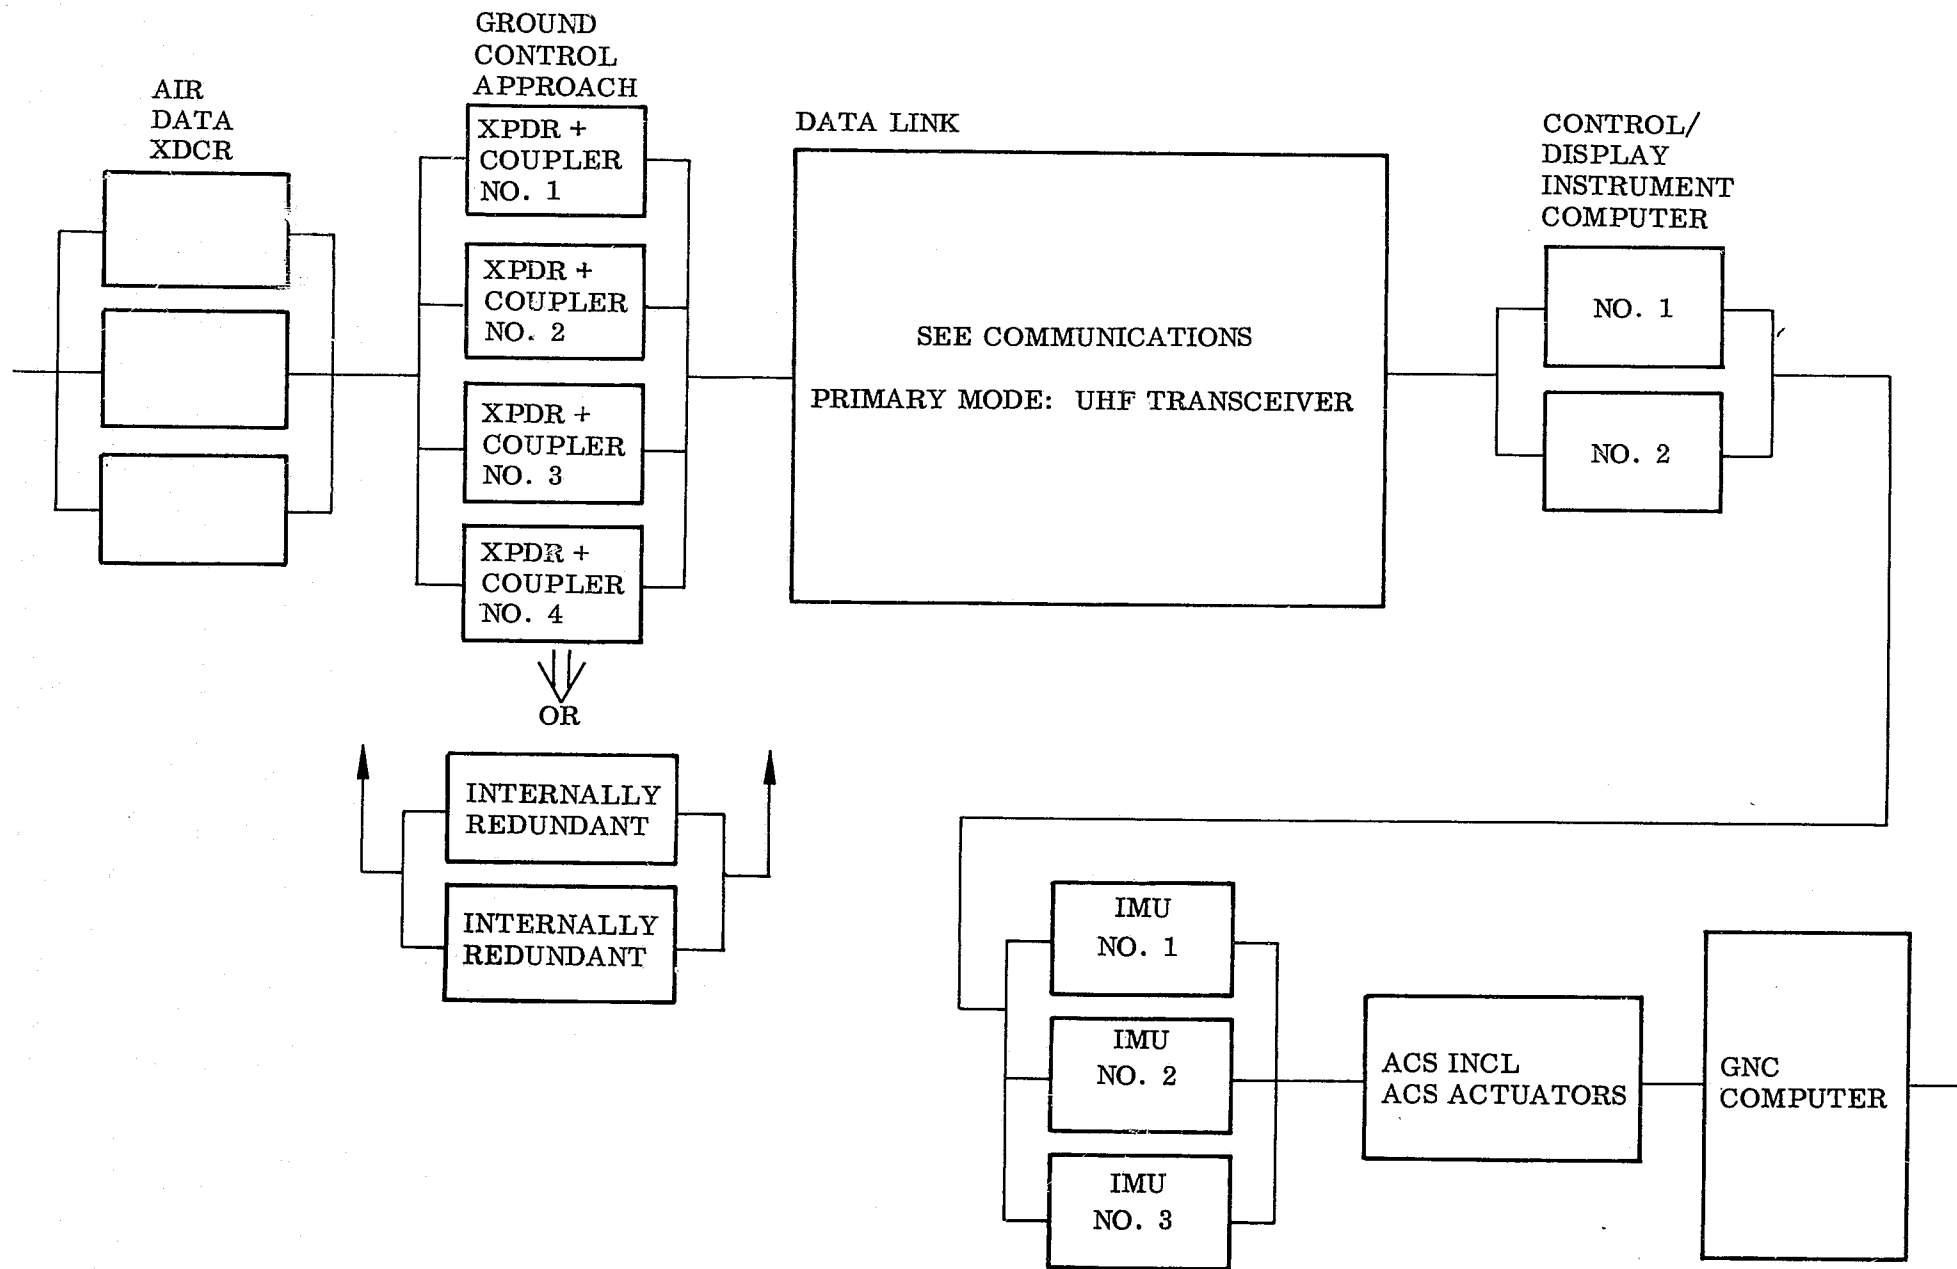 AIR
DATA
XDCR
GROUND
CONTROL
APPROACH
XPDR +
COUPLER
NO. 1
XPDR +
COUPLER
NO. 2
XPDR +
COUPLER
NO. 3
XPDR +
COUPLER
NO. 4
OR
INTERNALLY
REDUNDANT
INTERNALLY
REDUNDANT
DATA LINK
SEE COMMUNICATIONS
PRIMARY MODE: UHF TRANSCEIVER
CONTROL/
DISPLAY
INSTRUMENT
COMPUTER
NO. 1
NO. 2
IMU
NO. 1
IMU
NO. 2
IMU
NO. 3
ACS INCL
ACS ACTUATORS
GNC
COMPUTER